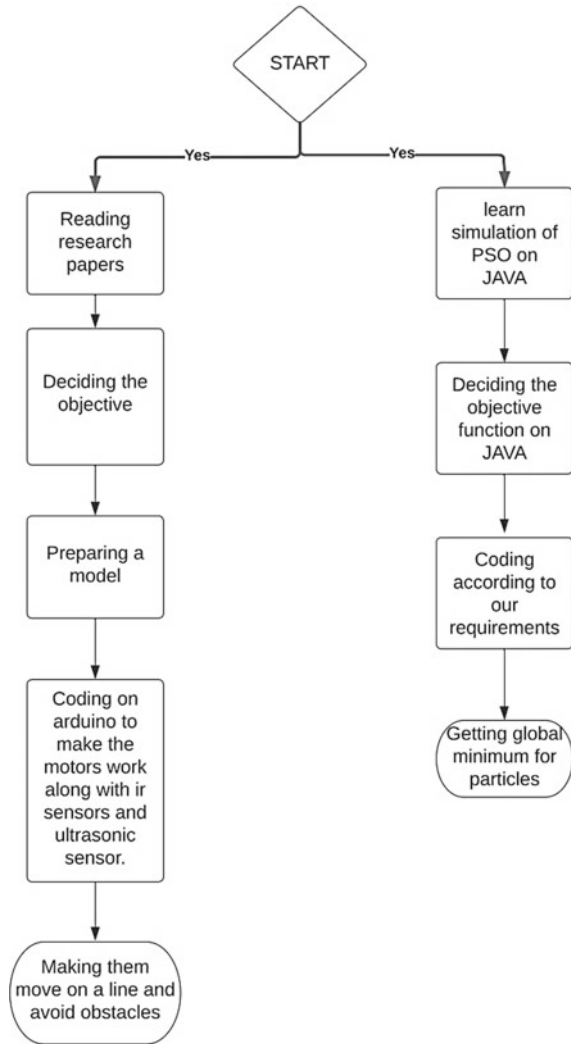 START
Yes
Yes
Reading
research
papers
Deciding the
objective
Preparing a
model
Coding on
arduino to
make the
motors work
along with ir
sensors and
ultrasonic
sensor.
Making them
move on a line and
avoid obstacles
learn
simulation of
PSO on
JAVA
Deciding the
objective
function on
JAVA
Coding
according to
our
requirements
Getting global
minimum for
particles